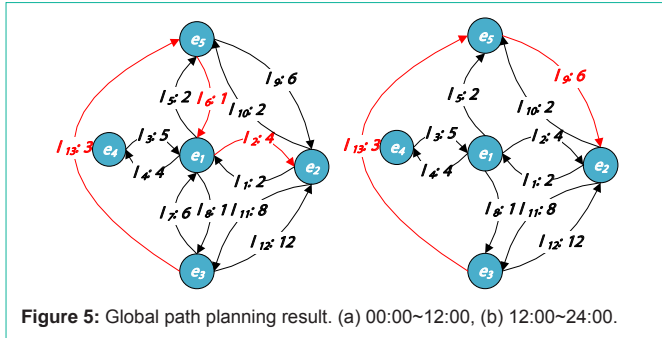 e5
l9: 6
l5: 2
l6: 1
l10: 2
l13: 3
e4
l3: 5
l4: 4
e1
l2: 4
l1: 2
e2
l7: 6
l8: 1
l11: 8
l12: 12
e3
e5
l9: 6
l5: 2
l10: 2
l13: 3
e4
l3: 5
l4: 4
e1
l2: 4
l1: 2
e2
l8: 1
l11: 8
l12: 12
e3
Figure 5: Global path planning result. (a) 00:00~12:00, (b) 12:00~24:00.